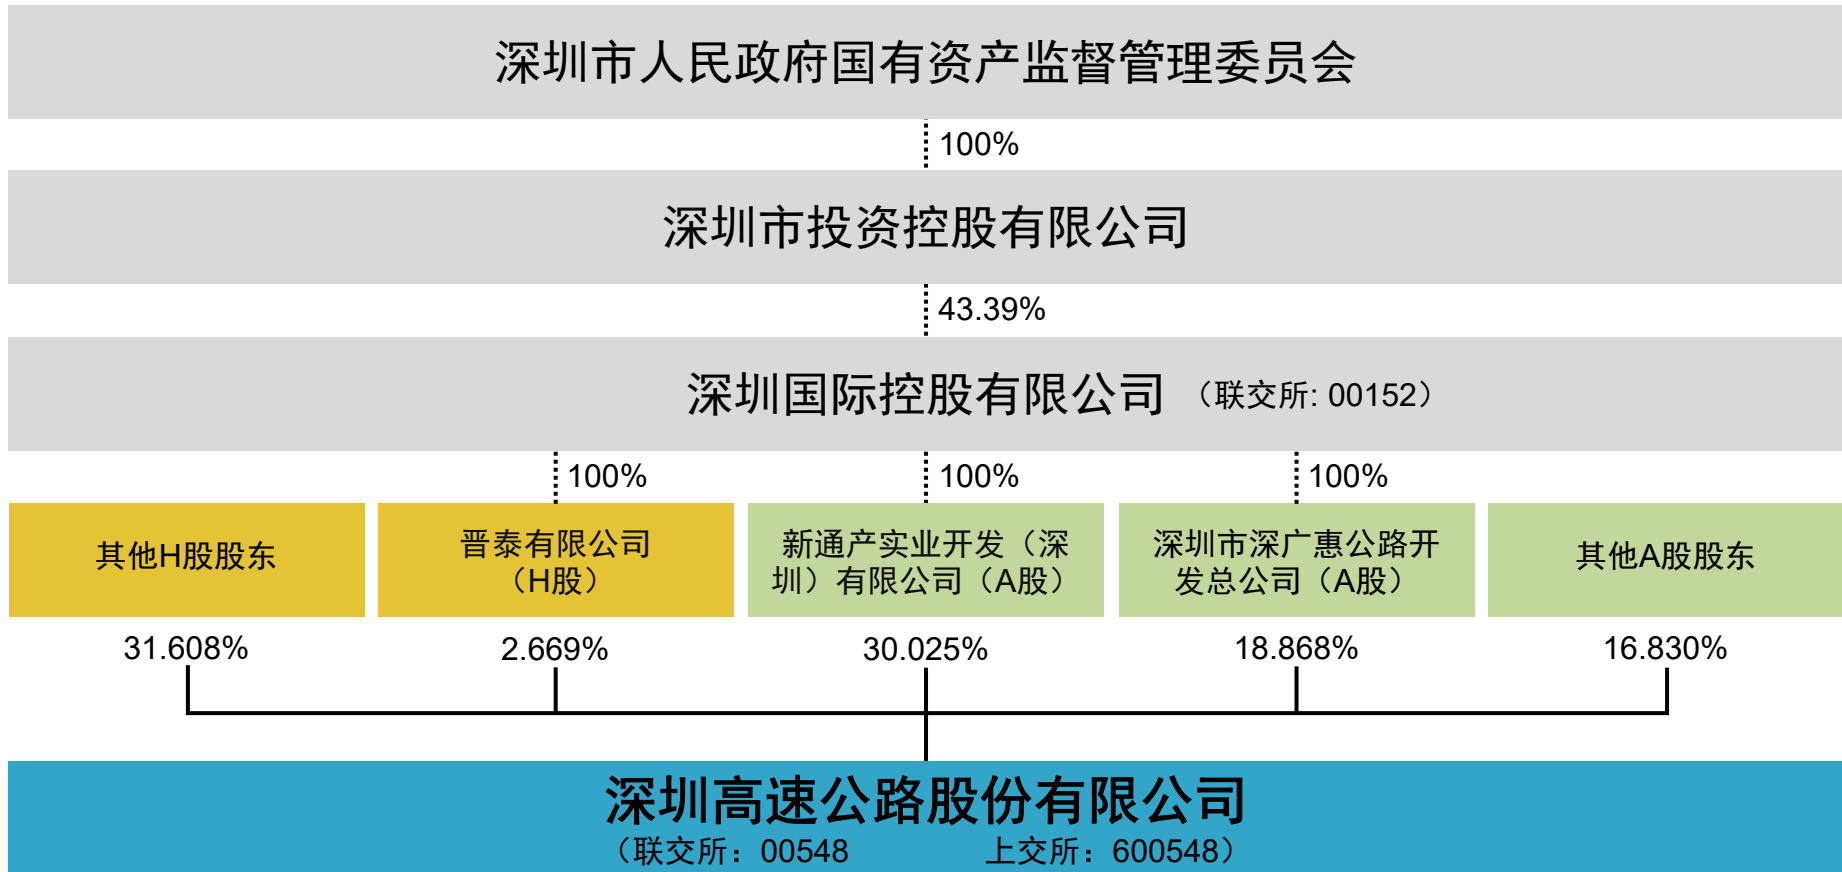 深圳市人民政府国有资产监督管理委员会
100%
深圳市投资控股有限公司
43.39%
深圳国际控股有限公司 （联交所: 00152）
100% 100% 100%
其他H股股东
晋泰有限公司
（H股）
新通产实业开发（深
圳）有限公司（A股）
深圳市深广惠公路开
发总公司（A股）
其他A股股东
31.608% 2.669% 30.025% 18.868% 16.830%
深圳高速公路股份有限公司
（联交所：00548 上交所：600548）